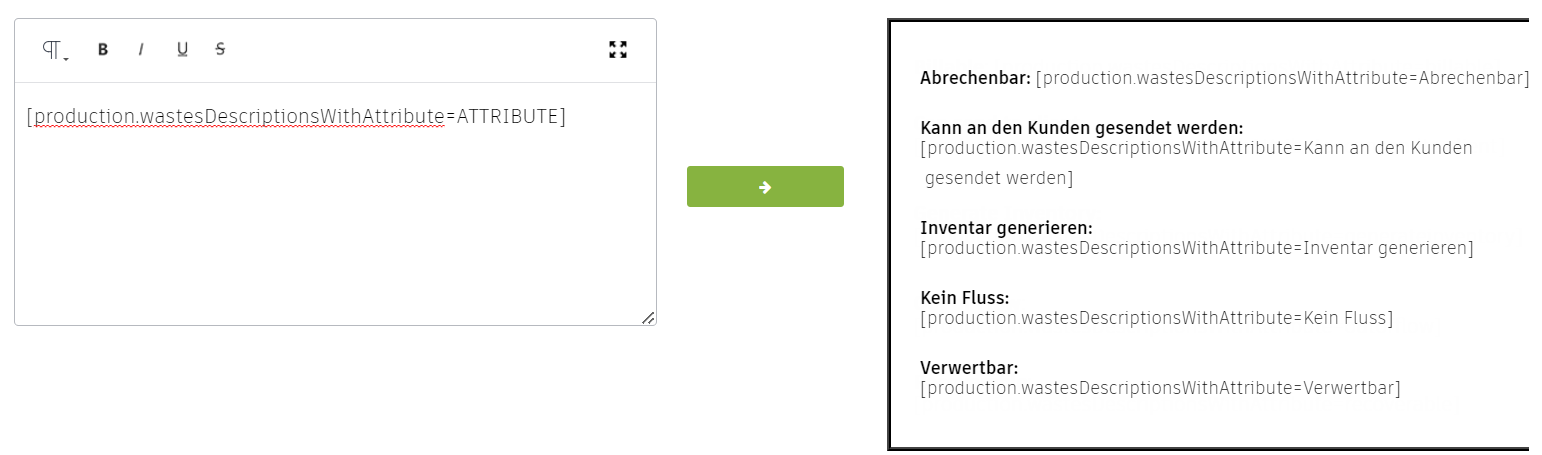 B I U S
[production.wastesDescriptionsWithAttribute=ATTRIBUTE]
Abrechenbar: [production.wastesDescriptionsWithAttribute=Abrechenbar]
Kann an den Kunden gesendet werden:
[production.wastesDescriptionsWithAttribute=Kann an den Kunden
gesendet werden]
Inventar generieren:
[production.wastesDescriptionsWithAttribute=Inventar generieren]
Kein Fluss:
[production.wastesDescriptionsWithAttribute=Kein Fluss]
Verwertbar:
[production.wastesDescriptionsWithAttribute=Verwertbar]